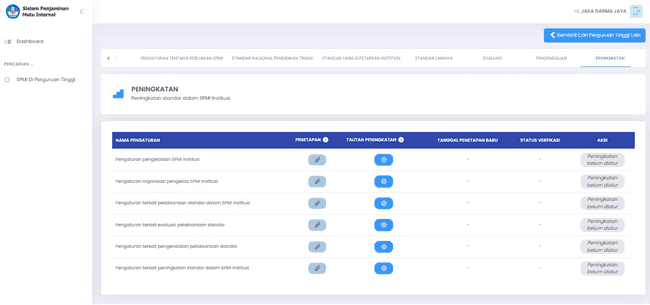 Sistem Penjaminan
Mutu Internal
Hi, JAKA DARMA JAYA
Kembali Cari Perguruan Tinggi Lain
Dashboard
PENCARIAN ...
SPMI Di Perguruan Tinggi
PENGATURAN TENTANG KEBIJAKAN SPMI
STANDAR NASIONAL PENDIDIKAN TINGGI
STANDAR YANG DITETAPKAN INSTITUSI
STANDAR LAINNYA
EVALUASI
PENGENDALIAN
PENINGKATAN
PENINGKATAN
Peningkatan standar dalam SPMI Institusi
NAMA PENGATURAN PENETAPAN TAUTAN PENINGKATAN TANGGAL PENETAPAN BARU STATUS VERIFIKASI AKSI
Pengaturan pengelolaan SPMI Institusi - - Peningkatan
belum diatur
Pengaturan organisasi pengelola SPMI Institusi - - Peningkatan
belum diatur
Pengaturan terkait pelaksanaan standar dalam SPMI Institusi - - Peningkatan
belum diatur
Pengaturan terkait evaluasi pelaksanaan standar - - Peningkatan
belum diatur
Pengaturan terkait pengendalian pelaksanaan standar - - Peningkatan
belum diatur
Pengaturan terkait peningkatan standar dalam SPMI Institusi - - Peningkatan
belum diatur